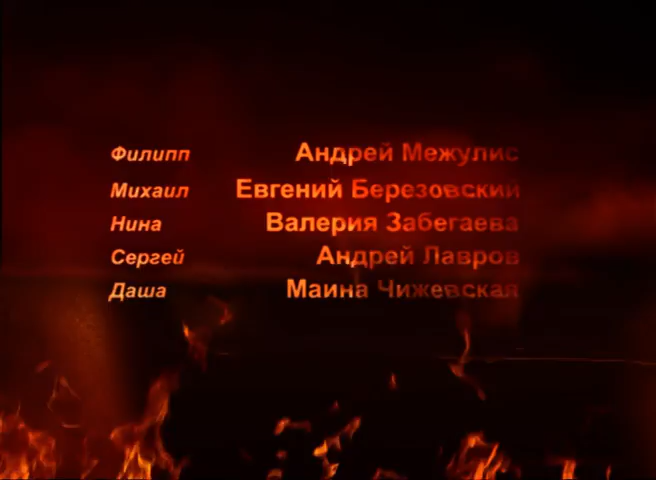 Филипп Андрей Межулис
Михаил Евгений Березовский
Нина Валерия Забегаева
Сергей Андрей Лавров
Даша Маина Чижевская